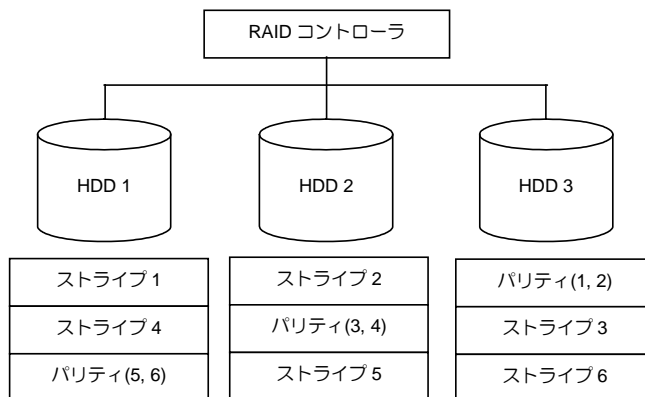 RAID コントローラ
HDD 1
HDD 2
HDD 3
ストライプ 1
ストライプ 2
パリティ(1, 2)
ストライプ 4
パリティ(3, 4)
ストライプ 3
パリティ(5, 6)
ストライプ 5
ストライプ 6